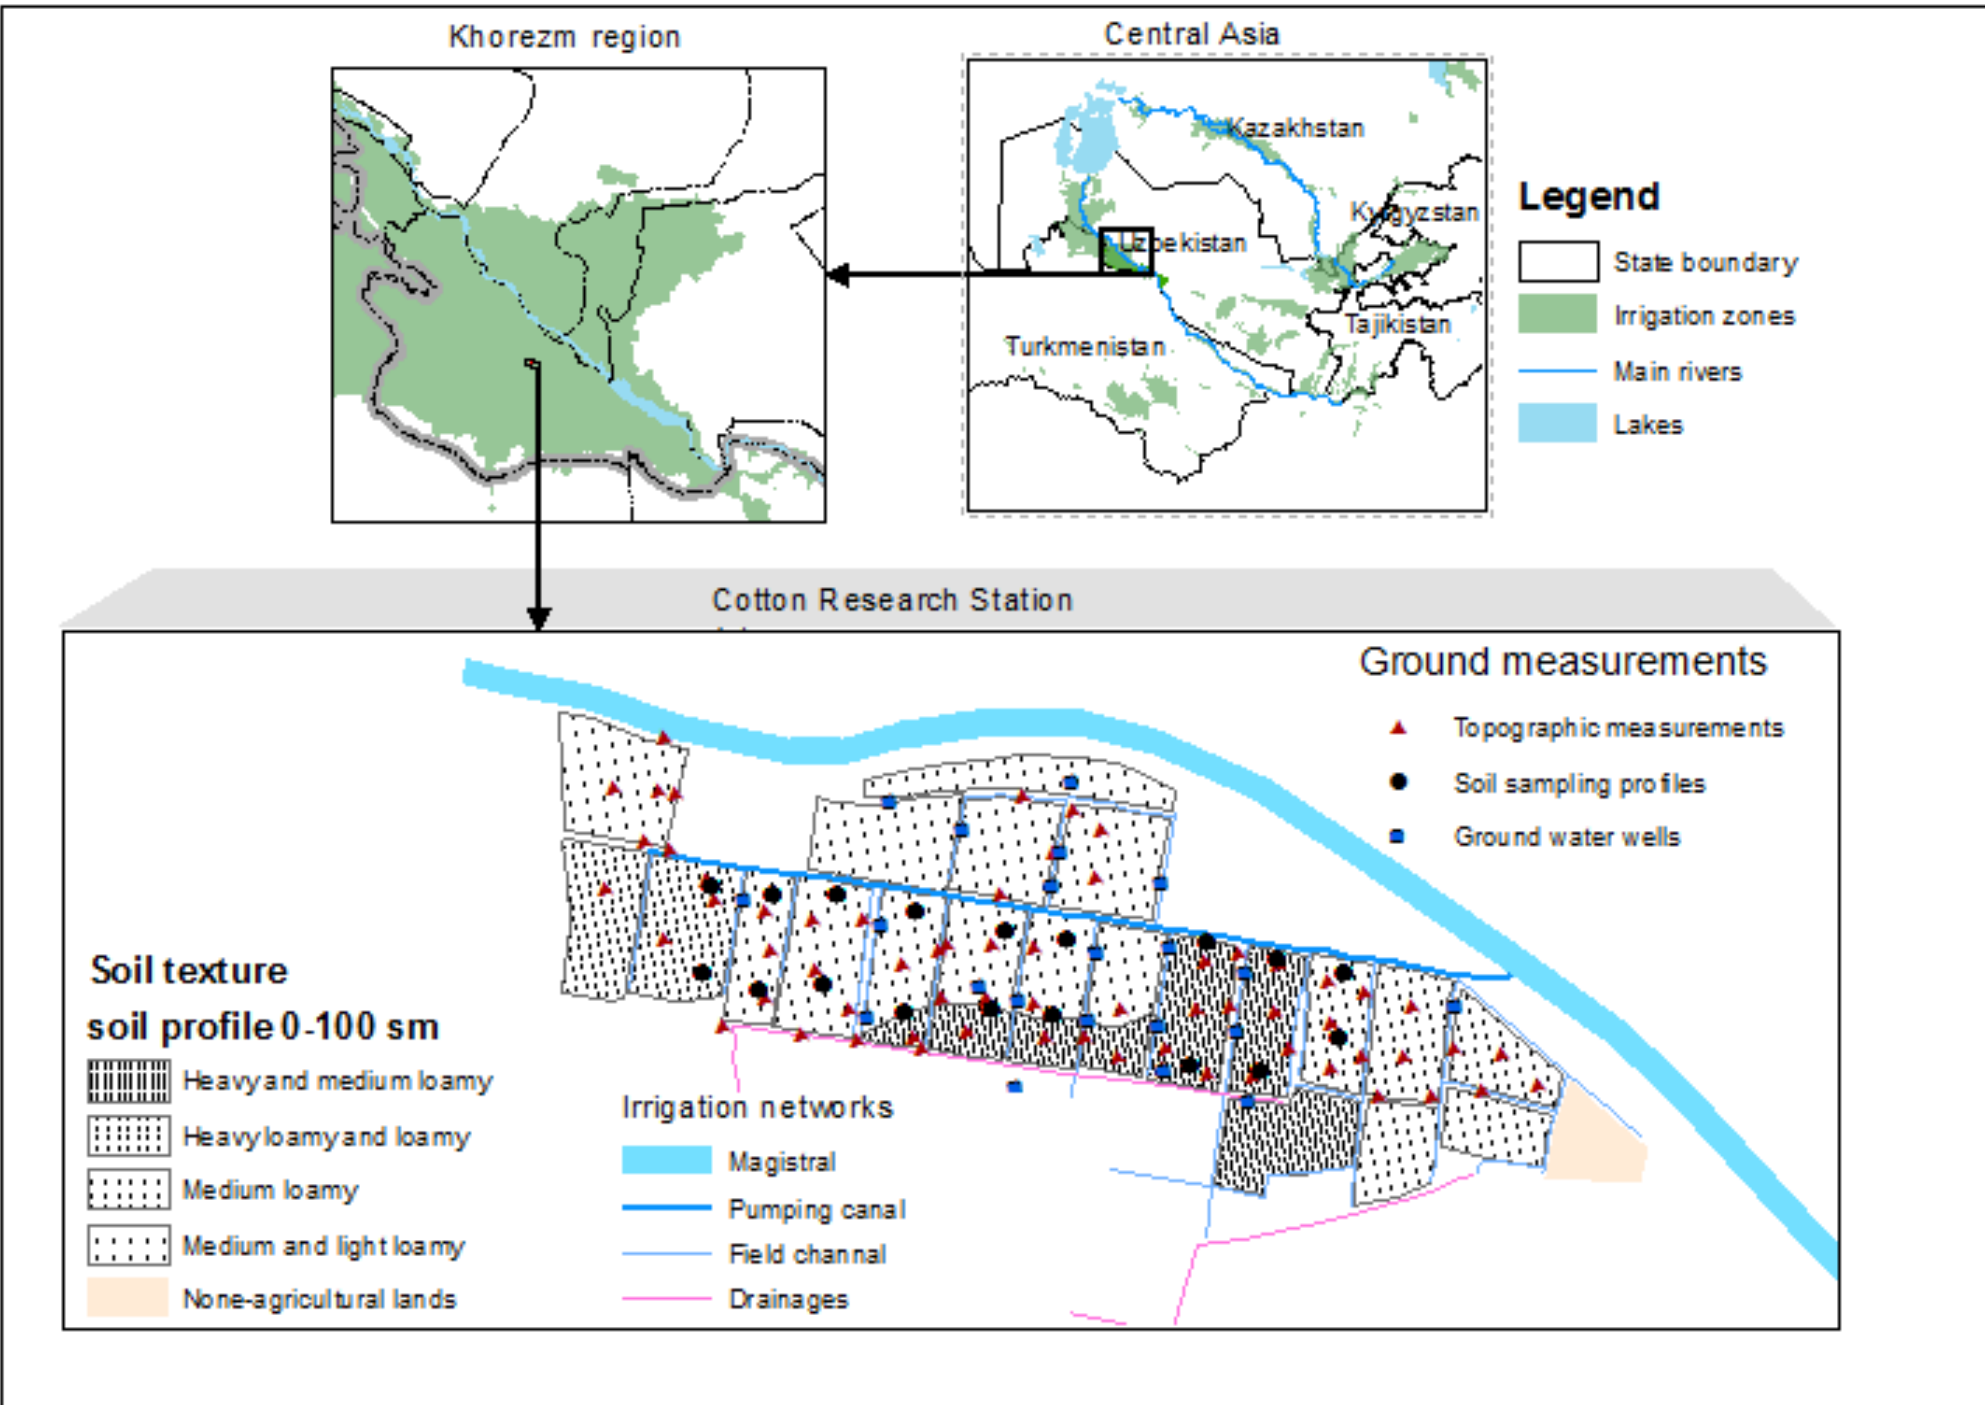 Khorezm region
Central Asia
Kazakhstan
Kyrgyzstan
Uzbekistan
Tajikistan
Turkmenistan
Legend
State boundary
Irrigation zones
Main rivers
Lakes
Cotton Research Station
Ground measurements
Topographic measurements
Soil sampling profiles
Ground water wells
Soil texture
soil profile 0-100 sm
Heavy and medium loamy
Heavy loamy and loamy
Medium loamy
Medium and light loamy
None-agricultural lands
Irrigation networks
Magistral
Pumping canal
Field channal
Drainages